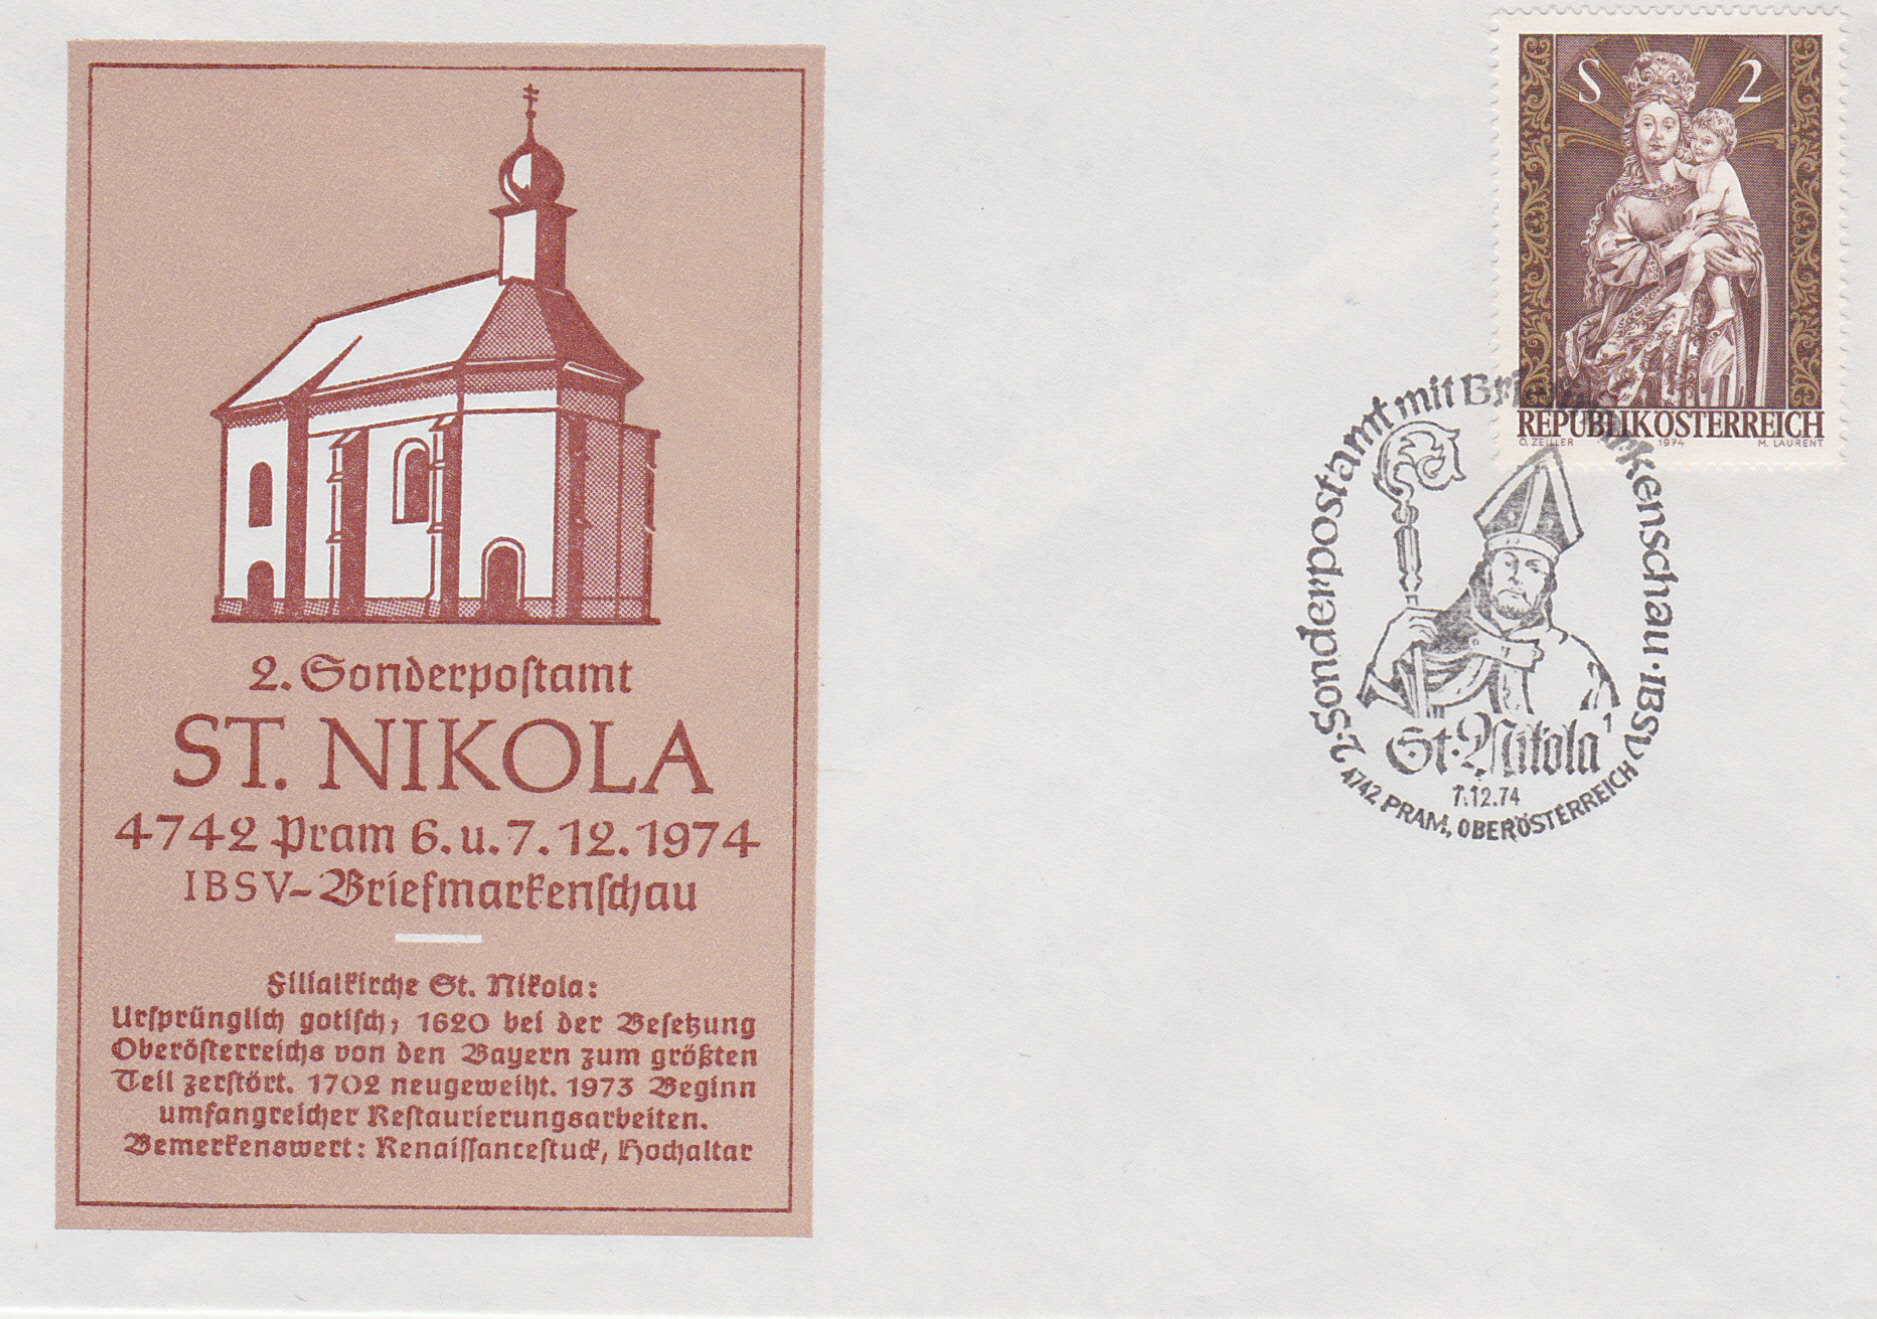 2. Sonderpostamt
ST. NIKOLA
4742 Pram 6. u. 7. 12. 1974
IBSV-Briefmarkenschau
Filialkirche St. Nikola:
Ursprünglich gotisch; 1620 bei der Besetzung
Oberösterreichs von den Bayern zum größten
Teil zerstört. 1702 neugeweiht. 1973 Beginn
umfangreicher Restaurierungsarbeiten.
Bemerkenswert: Renaissancestuck, Hochaltar
S 2
REPUBLIK ÖSTERREICH
O. ZEILLER 1974 M. LAURENT
2. Sonderpostamt mit Briefmarkenschau · IBSV
St. Nikola 1
7.12.74
4742 PRAM, OBERÖSTERREICH